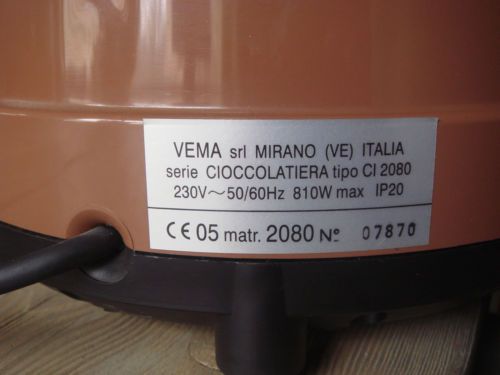 VEMA srl MIRANO (VE) ITALIA
serie CIOCCOLATIERA tipo CI 2080
230V~50/60Hz 810W max IP20
CE 05 matr. 2080 Nº 07870